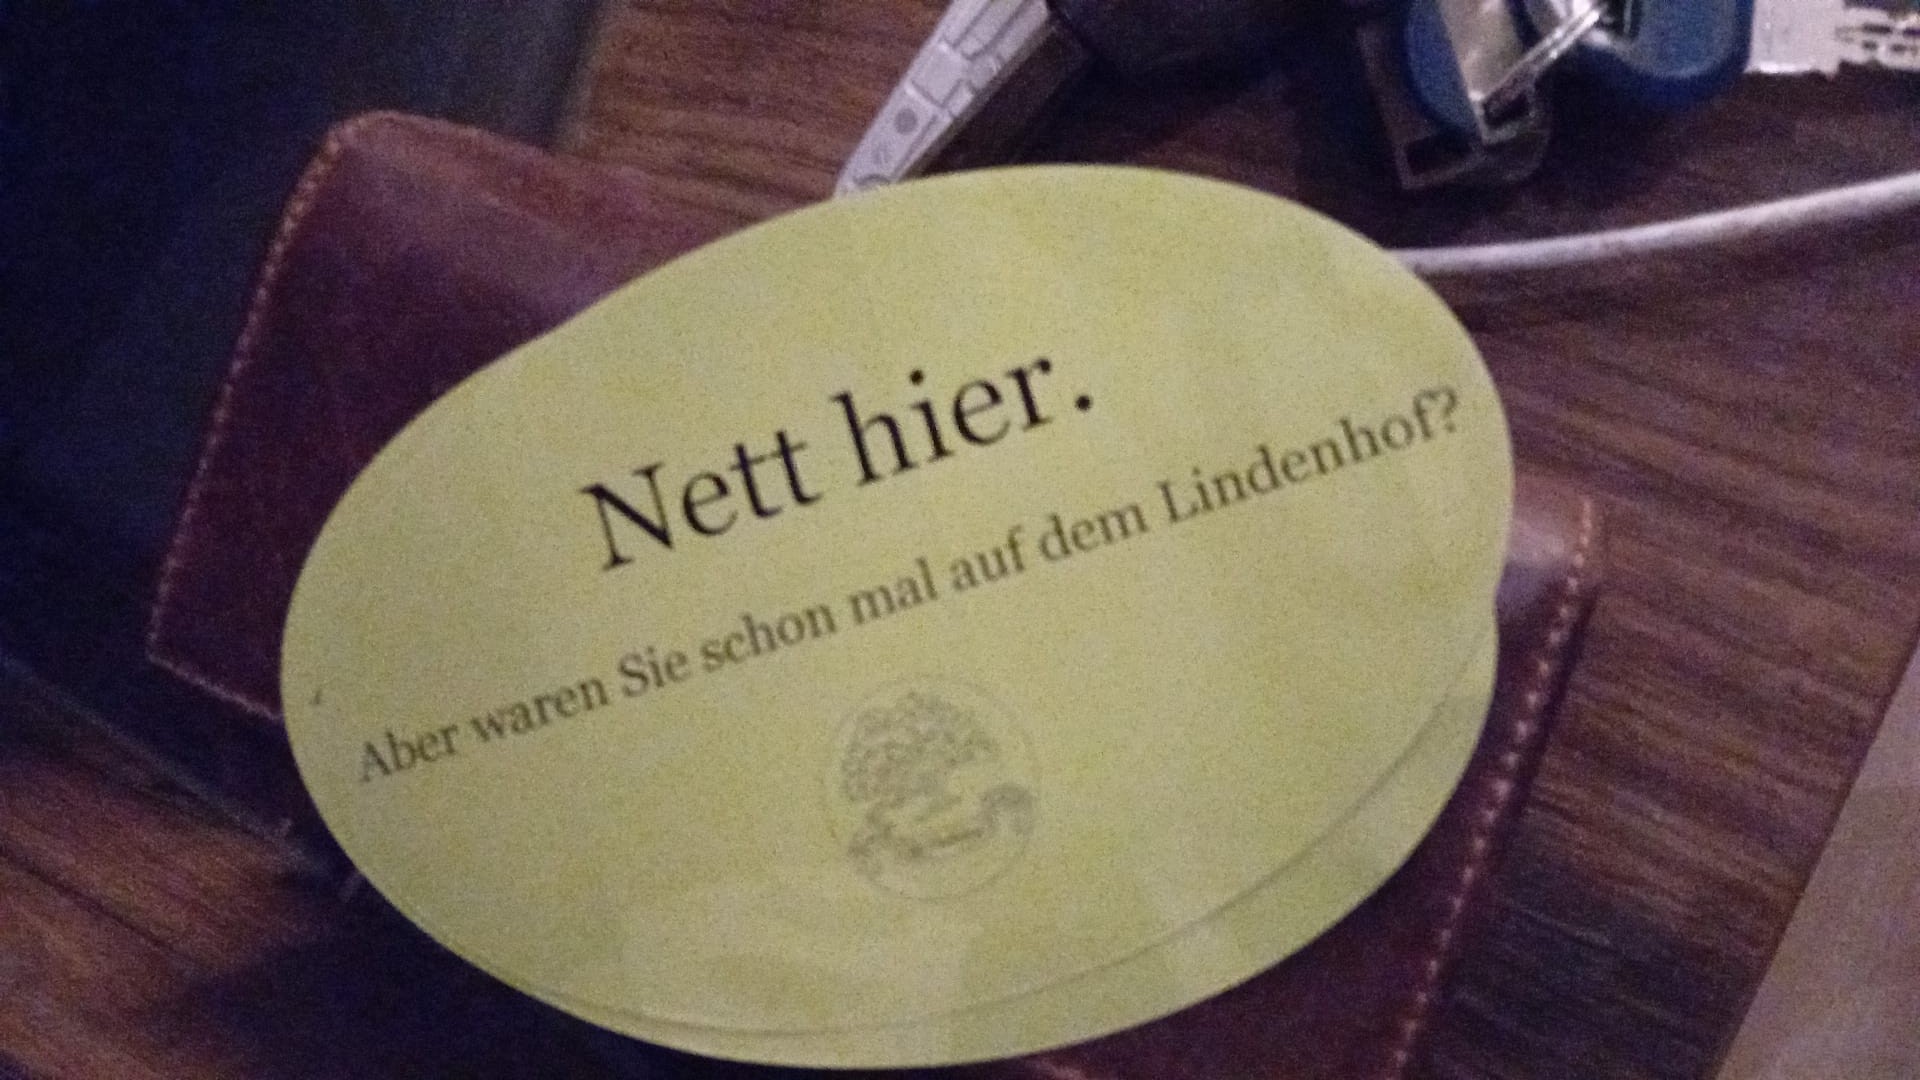 Nett hier.
Aber waren Sie schon mal auf dem Lindenhof?